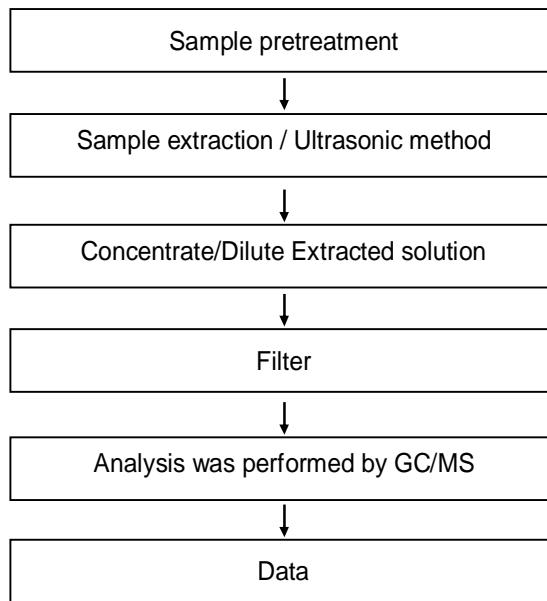 Sample pretreatment
Sample extraction / Ultrasonic method
Concentrate/Dilute Extracted solution
Filter
Analysis was performed by GC/MS
Data